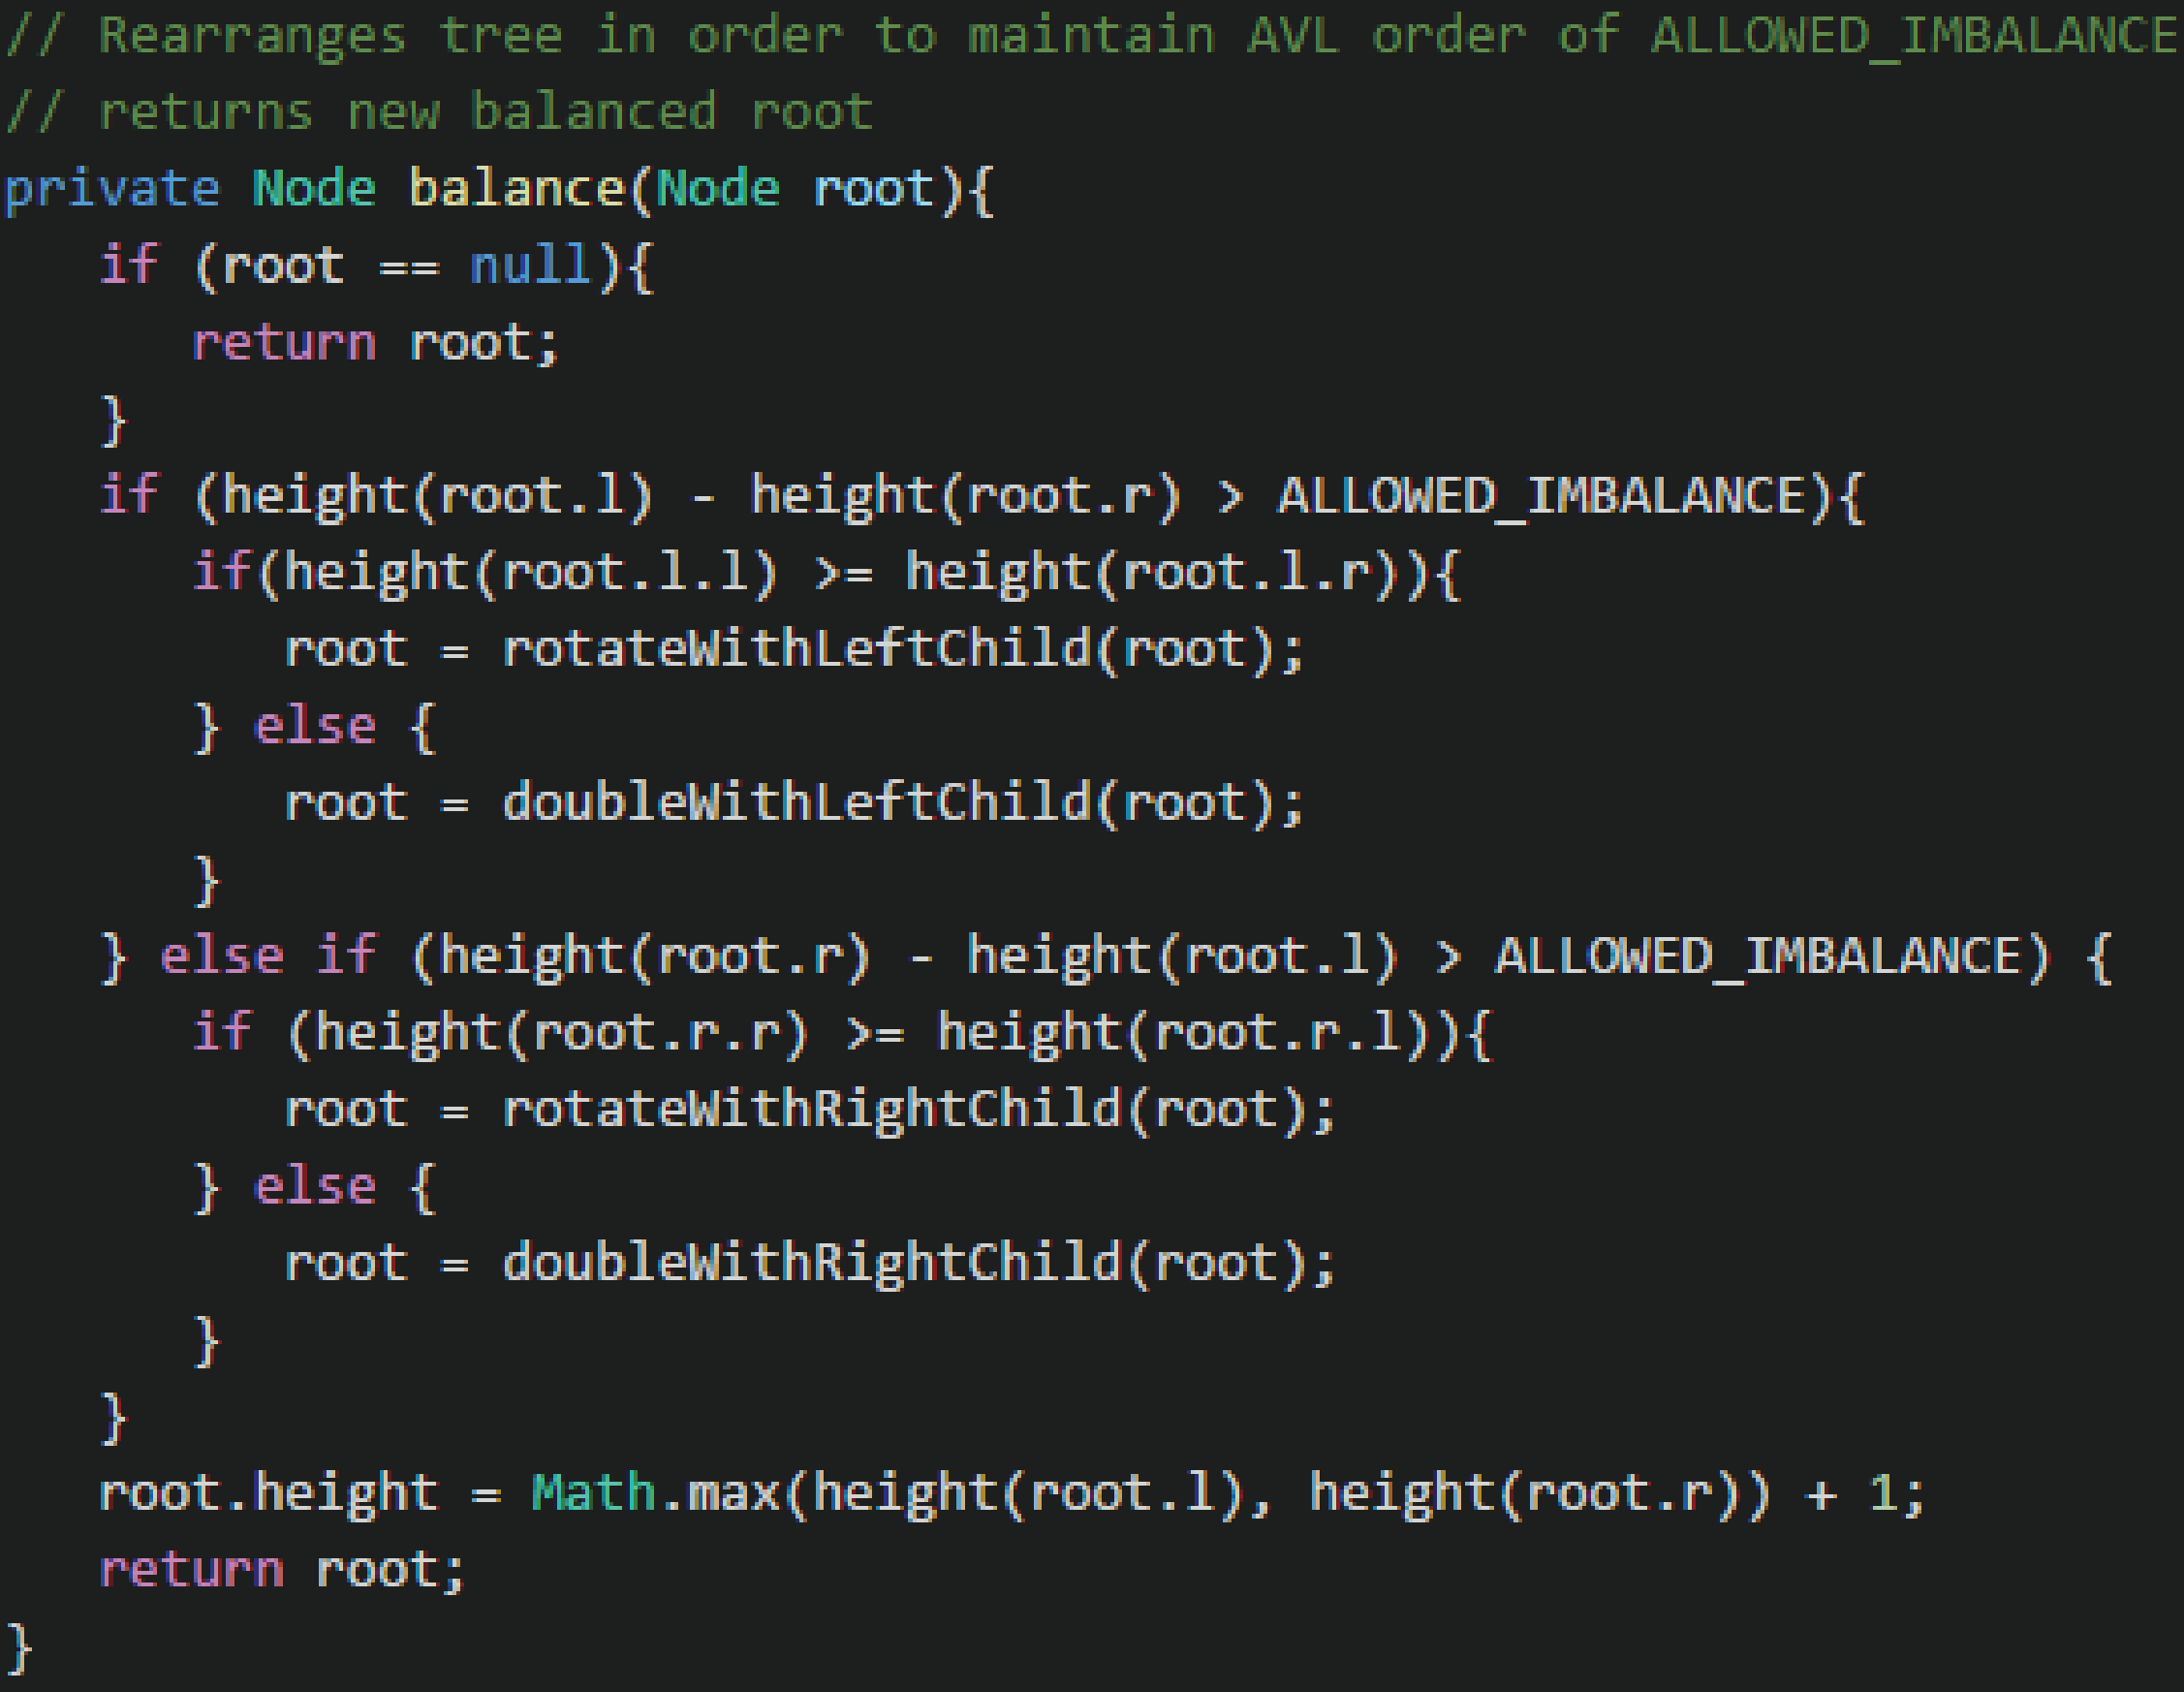 // Rearranges tree in order to maintain AVL order of ALLOWED_IMBALANCE
// returns new balanced root
private Node balance(Node root){
   if (root == null){
      return root;
   }
   if (height(root.l) - height(root.r) > ALLOWED_IMBALANCE){
      if(height(root.l.l) >= height(root.l.r)){
         root = rotateWithLeftChild(root);
      } else {
         root = doubleWithLeftChild(root);
      }
   } else if (height(root.r) - height(root.l) > ALLOWED_IMBALANCE) {
      if (height(root.r.r) >= height(root.r.l)){
         root = rotateWithRightChild(root);
      } else {
         root = doubleWithRightChild(root);
      }
   }
   root.height = Math.max(height(root.l), height(root.r)) + 1;
   return root;
}